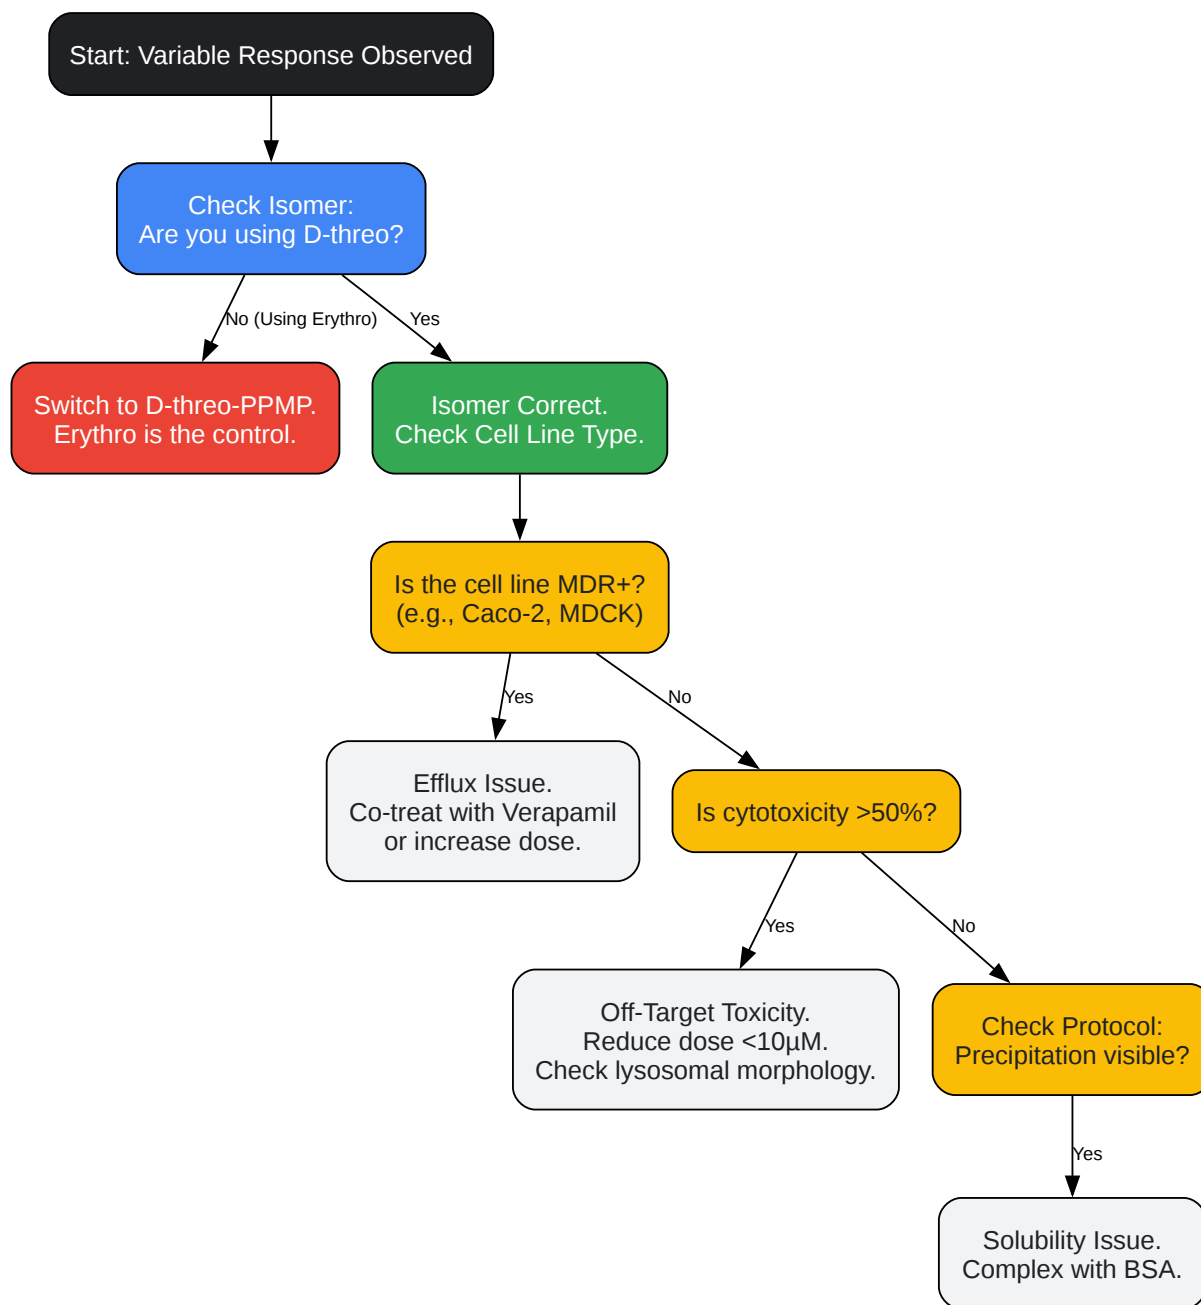 Start: Variable Response Observed
Check Isomer:
Are you using D-threo?
No (Using Erythro)
Yes
Switch to D-threo-PPMP.
Erythro is the control.
Isomer Correct.
Check Cell Line Type.
Is the cell line MDR+?
(e.g., Caco-2, MDCK)
Yes
No
Efflux Issue.
Co-treat with Verapamil
or increase dose.
Is cytotoxicity >50%?
Yes
No
Off-Target Toxicity.
Reduce dose <10µM.
Check lysosomal morphology.
Check Protocol:
Precipitation visible?
Yes
Solubility Issue.
Complex with BSA.